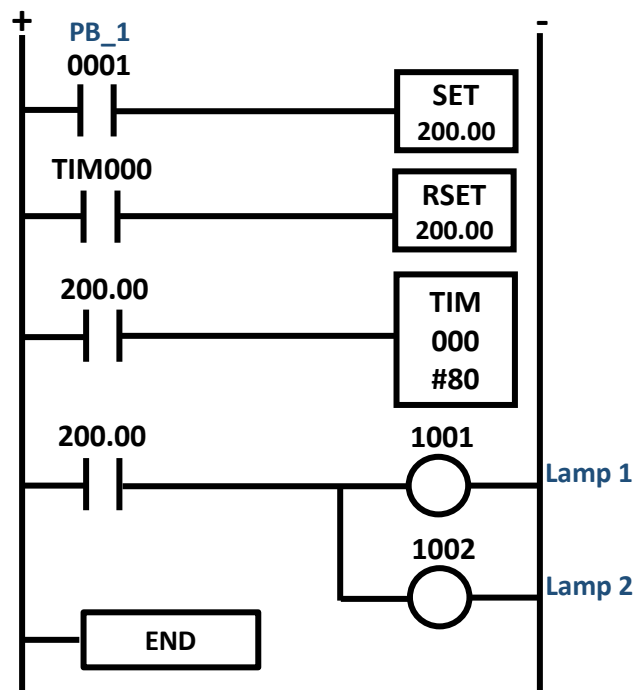 +
-
PB_1
0001
SET
200.00
TIM000
RSET
200.00
200.00
TIM
000
#80
200.00
1001
Lamp 1
1002
Lamp 2
END